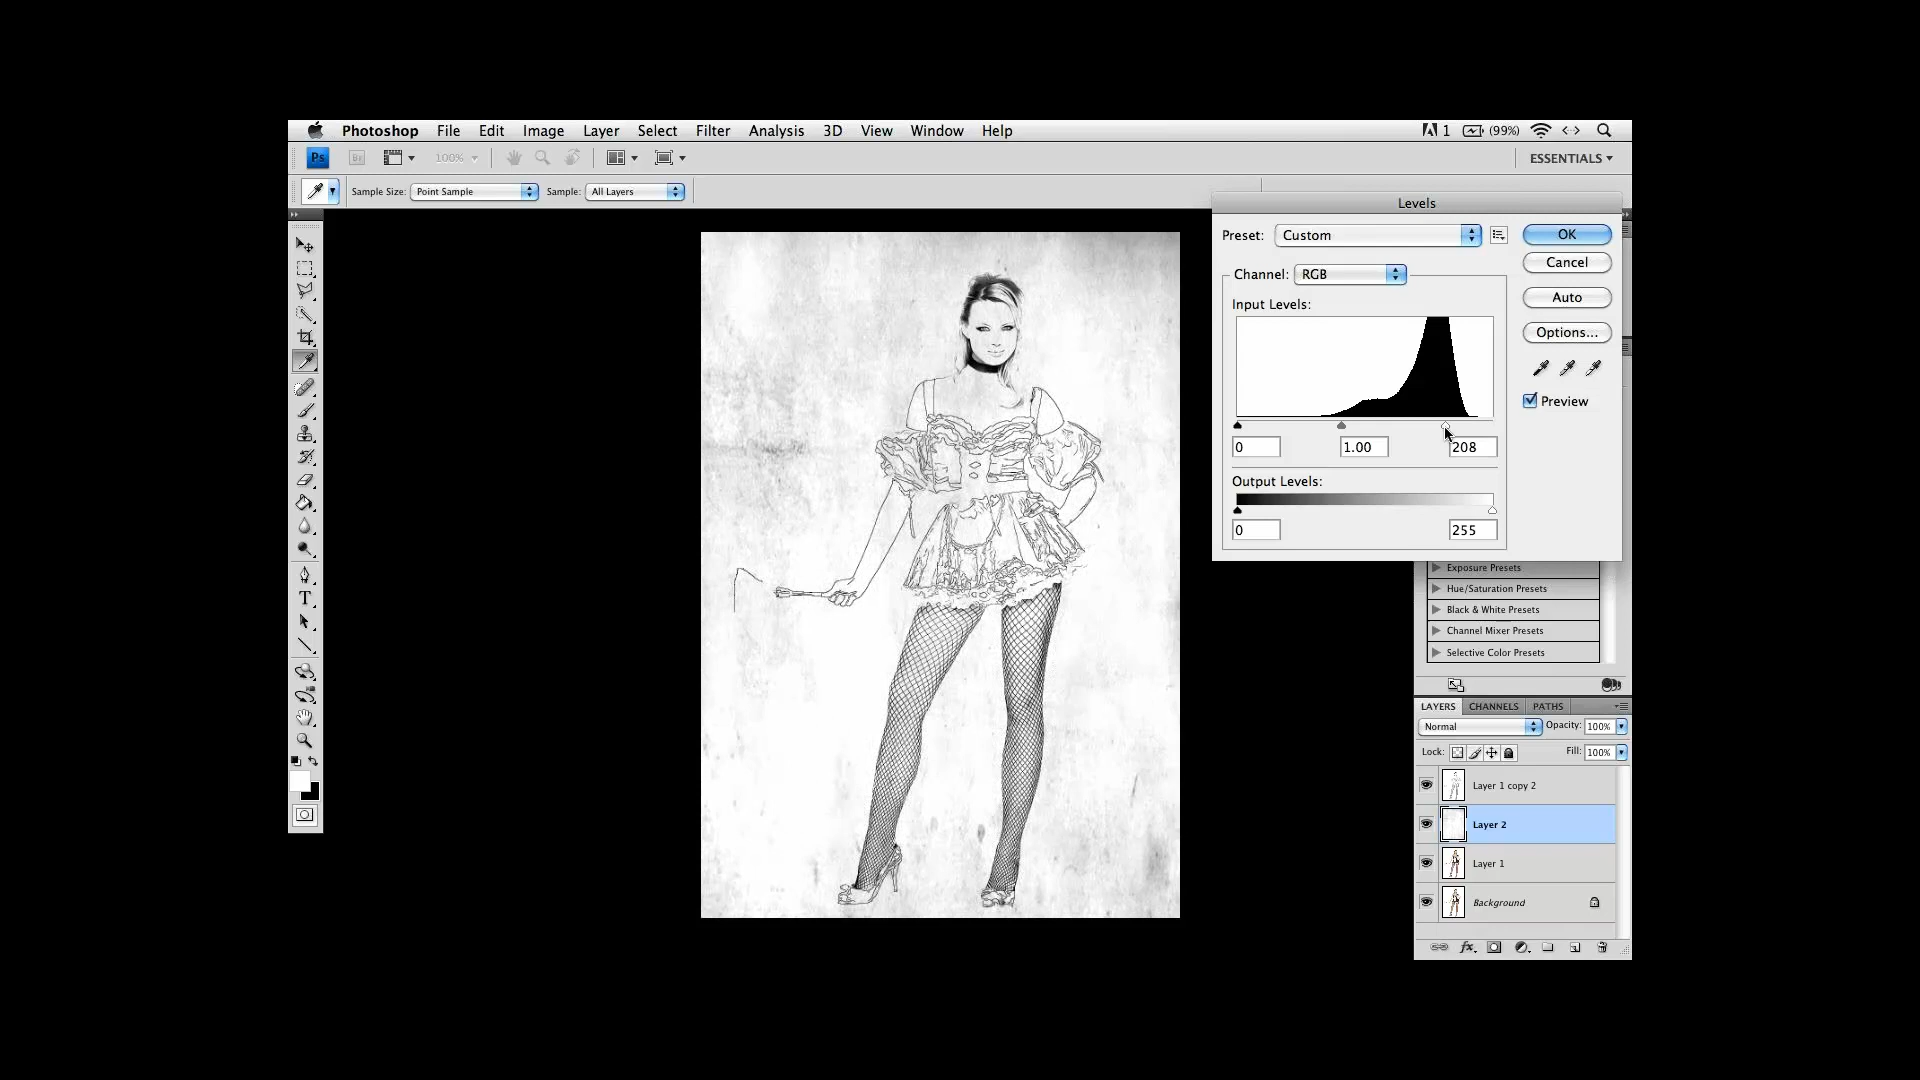 Photoshop File Edit Image Layer Select Filter Analysis 3D View Window Help 1 (99%)
Ps Br 100% ESSENTIALS
Sample Size: Point Sample Sample: All Layers
Levels
Preset: Custom OK
Cancel
Channel: RGB
Auto
Input Levels:
Options...
Preview
0 1.00 208
Output Levels:
0 255
Exposure Presets
Hue/Saturation Presets
Black & White Presets
Channel Mixer Presets
Selective Color Presets
LAYERS CHANNELS PATHS
Normal Opacity: 100%
Lock: Fill: 100%
Layer 1 copy 2
Layer 2
Layer 1
Background
T
fx